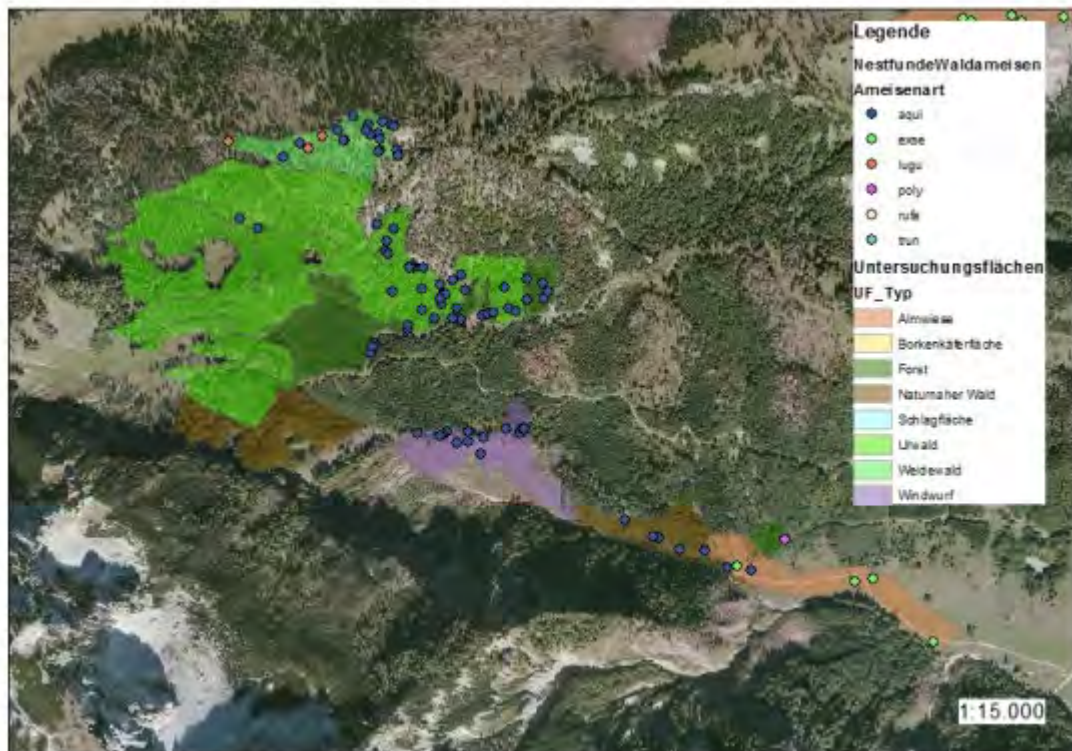 Legende
NestfundeWaldameisen
Ameisenart
aqui
exse
lugu
poly
rufa
trun
Untersuchungsflächen
UF_Typ
Almwiese
Borkenkäferfläche
Forst
Naturnaher Wald
Schlagfläche
Urwald
Weidewald
Windwurf
1:15.000